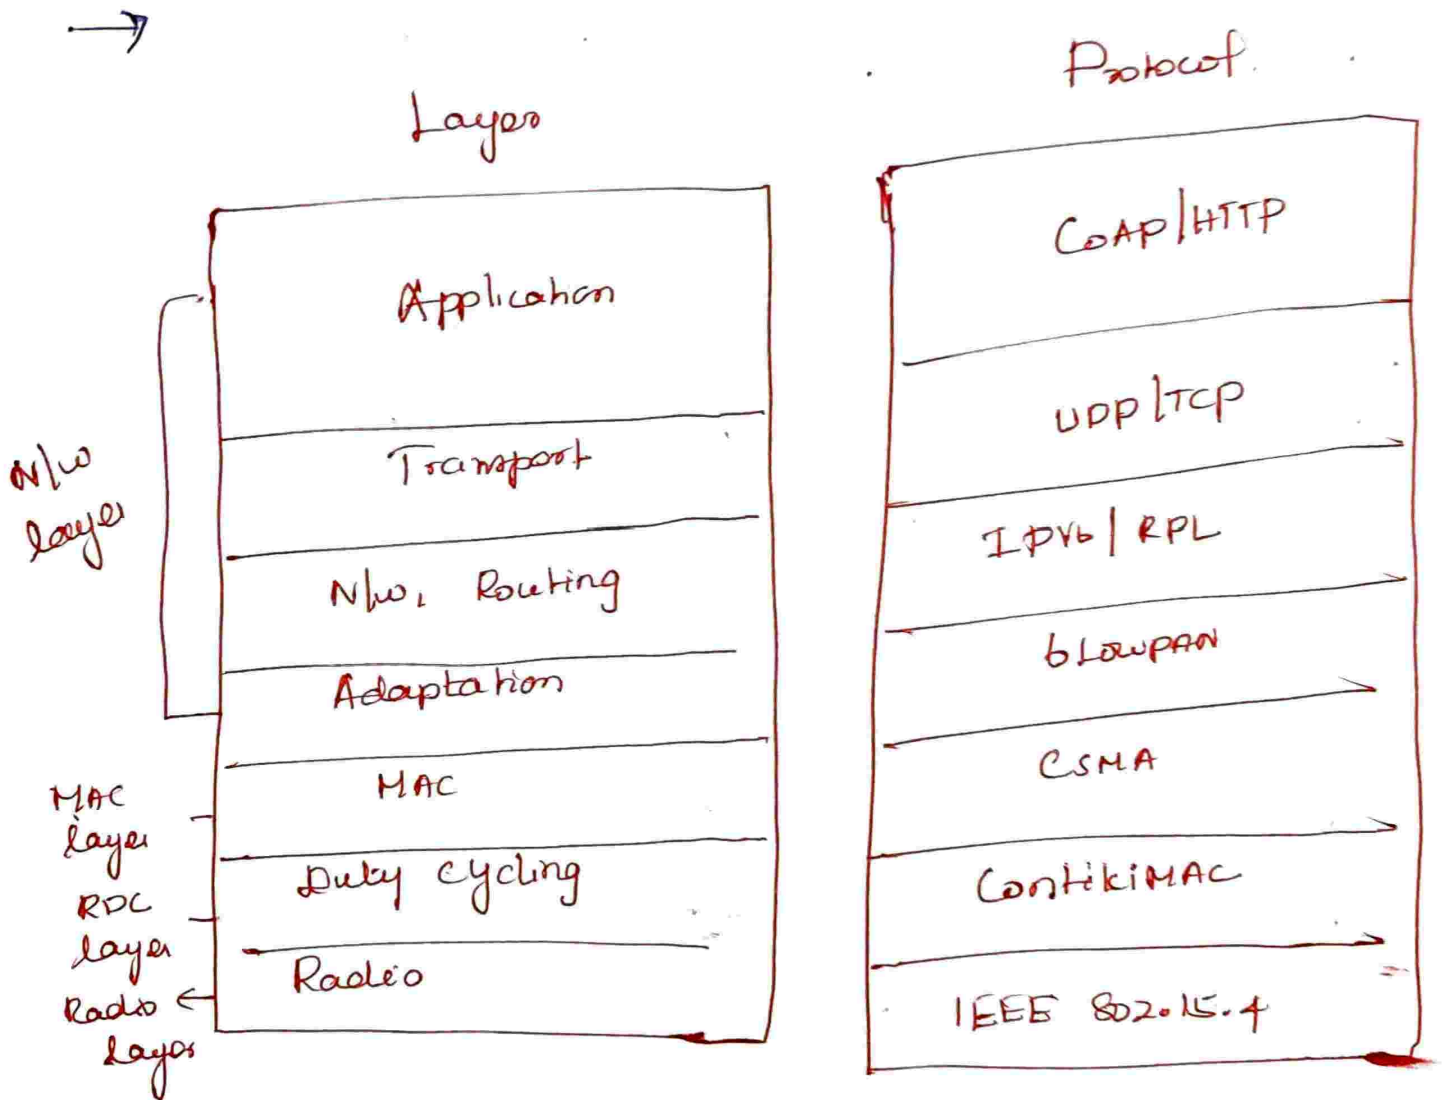 Layer
Protocol
Application
CoAP/HTTP
Transport
UDP/TCP
N/w
layer
N/w, Routing
IPV6/RPL
Adaptation
6LowPAN
MAC
layer
MAC
CSMA
RDC
layer
Duty cycling
ContikiMAC
Radio
layer
Radio
IEEE 802.15.4